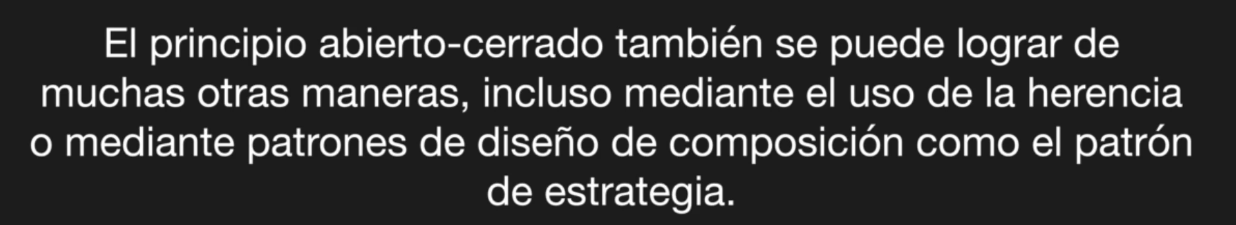 El principio abierto-cerrado también se puede lograr de
muchas otras maneras, incluso mediante el uso de la herencia
o mediante patrones de diseño de composición como el patrón
de estrategia.